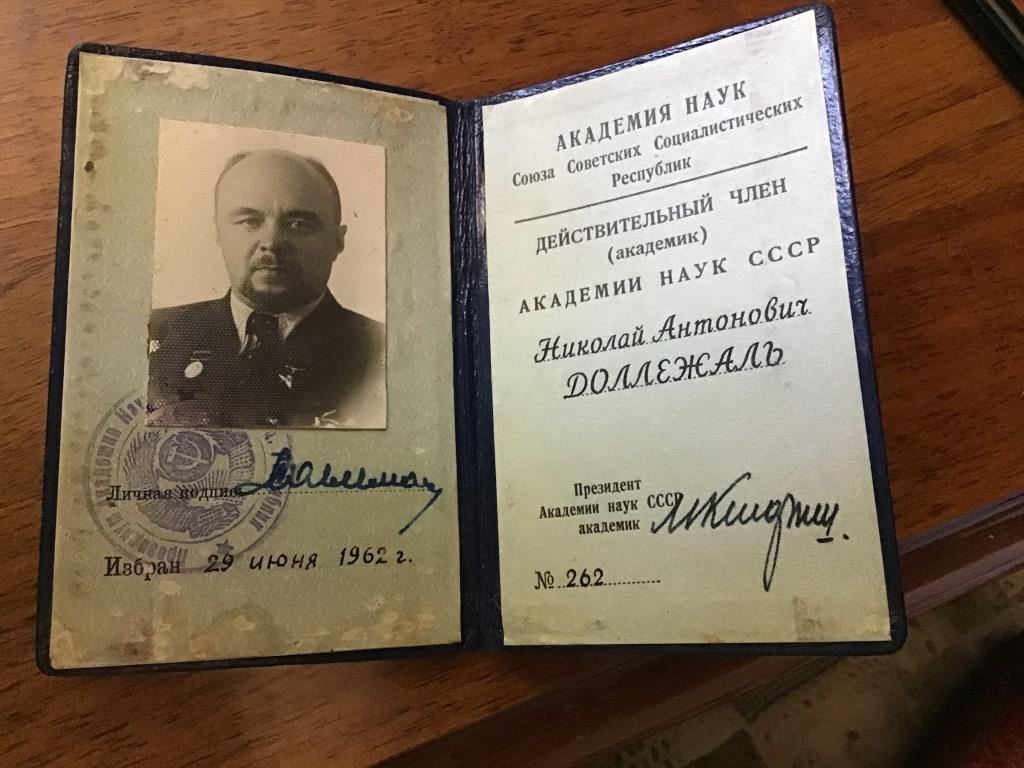 Личная подпись
Избран 29 июня 1962 г.
АКАДЕМИЯ НАУК
Союза Советских Социалистических
Республик
ДЕЙСТВИТЕЛЬНЫЙ ЧЛЕН
(академик)
АКАДЕМИИ НАУК СССР
Николай Антонович
ДОЛЛЕЖАЛЬ
Президент
Академии наук СССР
академик
№ 262